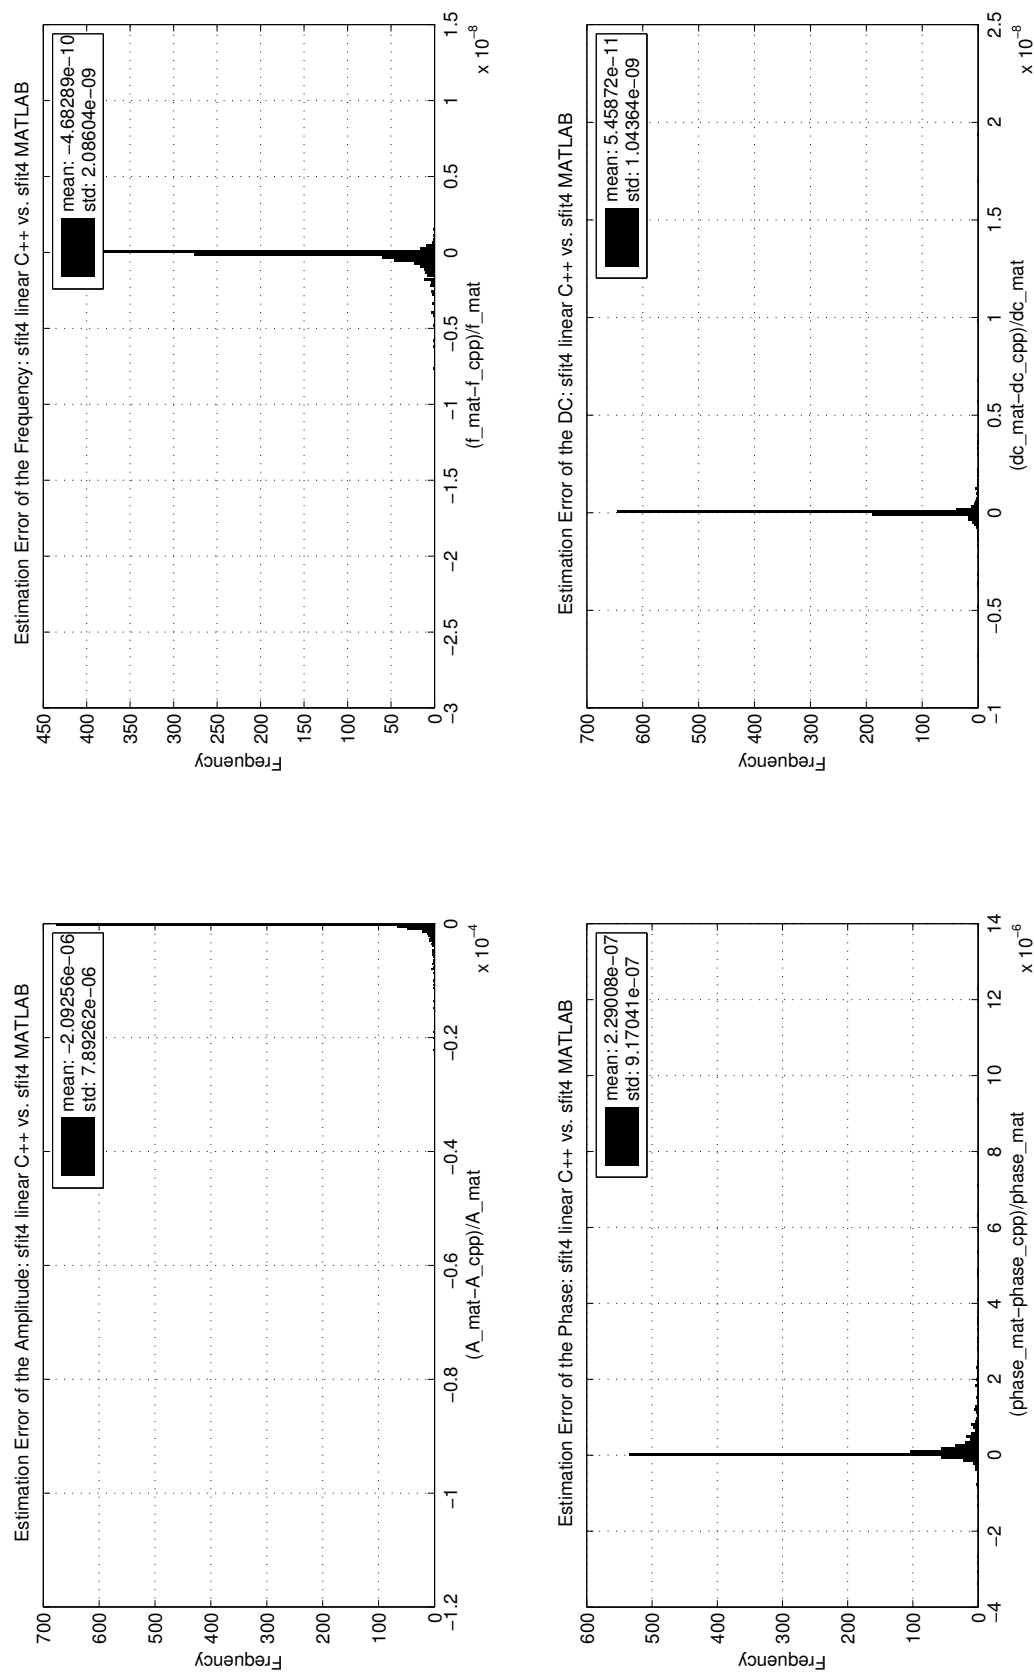 Estimation Error of the Amplitude: sfit4 linear C++ vs. sfit4 MATLAB
700
600
500
400
300
200
100
0
Frequency
mean: −2.09256e−06
std: 7.89262e−06
−1.2
−1
−0.8
−0.6
−0.4
−0.2
0
x 10−4
(A_mat−A_cpp)/A_mat
Estimation Error of the Frequency: sfit4 linear C++ vs. sfit4 MATLAB
450
400
350
300
250
200
150
100
50
0
Frequency
mean: −4.68289e−10
std: 2.08604e−09
−3
−2.5
−2
−1.5
−1
−0.5
0
0.5
1
1.5
x 10−8
(f_mat−f_cpp)/f_mat
Estimation Error of the Phase: sfit4 linear C++ vs. sfit4 MATLAB
600
500
400
300
200
100
0
Frequency
mean: 2.29008e−07
std: 9.17041e−07
−4
−2
0
2
4
6
8
10
12
14
x 10−6
(phase_mat−phase_cpp)/phase_mat
Estimation Error of the DC: sfit4 linear C++ vs. sfit4 MATLAB
700
600
500
400
300
200
100
0
Frequency
mean: 5.45872e−11
std: 1.04364e−09
−1
−0.5
0
0.5
1
1.5
2
2.5
x 10−8
(dc_mat−dc_cpp)/dc_mat